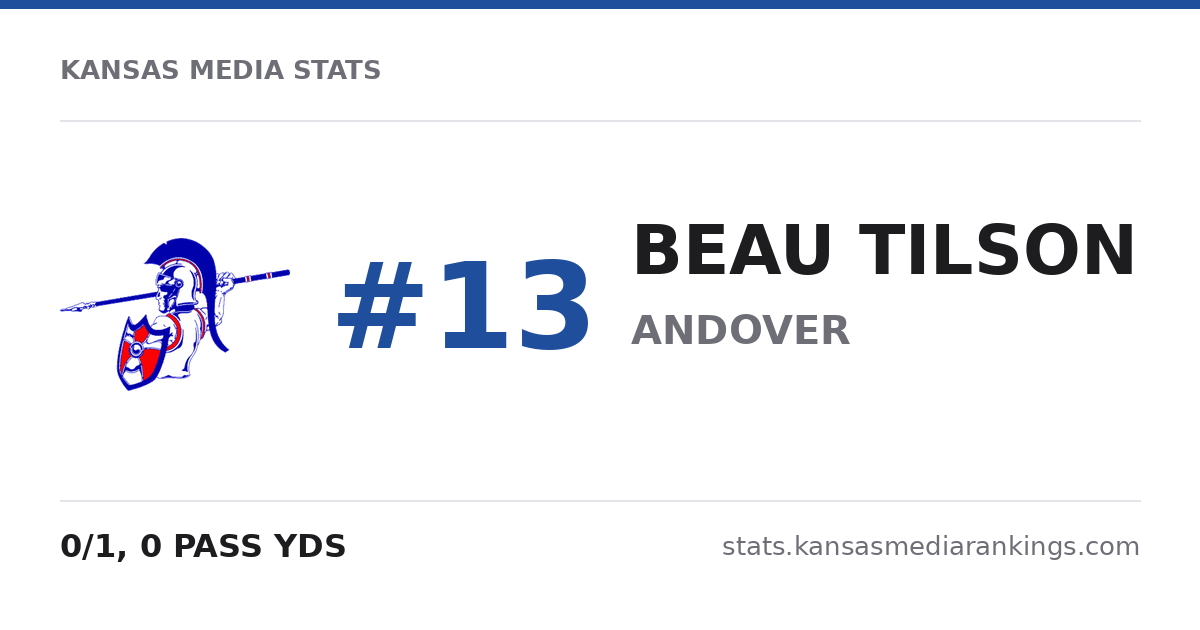 KANSAS MEDIA STATS
#13
BEAU TILSON
ANDOVER
0/1, 0 PASS YDS
stats.kansasmediarankings.com